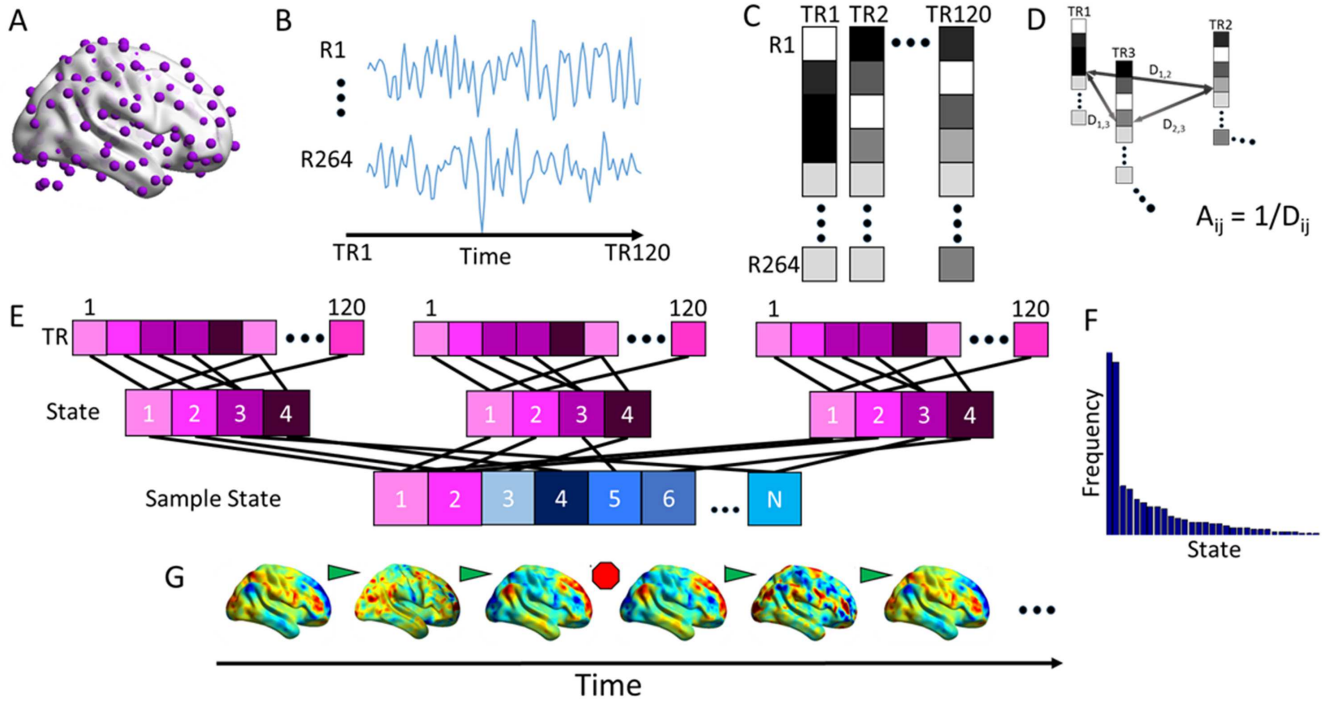 A
R1
R264
B
TR1
Time
TR120
C
TR1 TR2 TR120
R1
R264
D
TR1
TR2
TR3
D1,2
D1,3
D2,3
Aij = 1/Dij
E
1 120 1 120 1 120
TR
State
1 2 3 4 1 2 3 4 1 2 3 4
Sample State
1 2 3 4 5 6 N
F
Frequency
State
G
Time